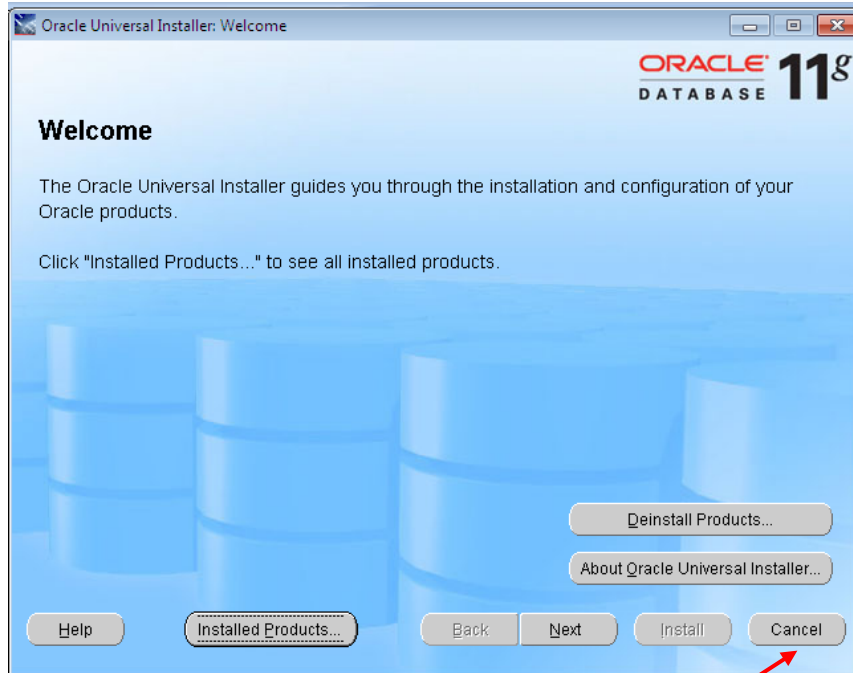 Oracle Universal Installer: Welcome
ORACLE 11g
DATABASE
Welcome
The Oracle Universal Installer guides you through the installation and configuration of your
Oracle products.
Click "Installed Products..." to see all installed products.
Deinstall Products...
About Oracle Universal Installer...
Help Installed Products... Back Next Install Cancel